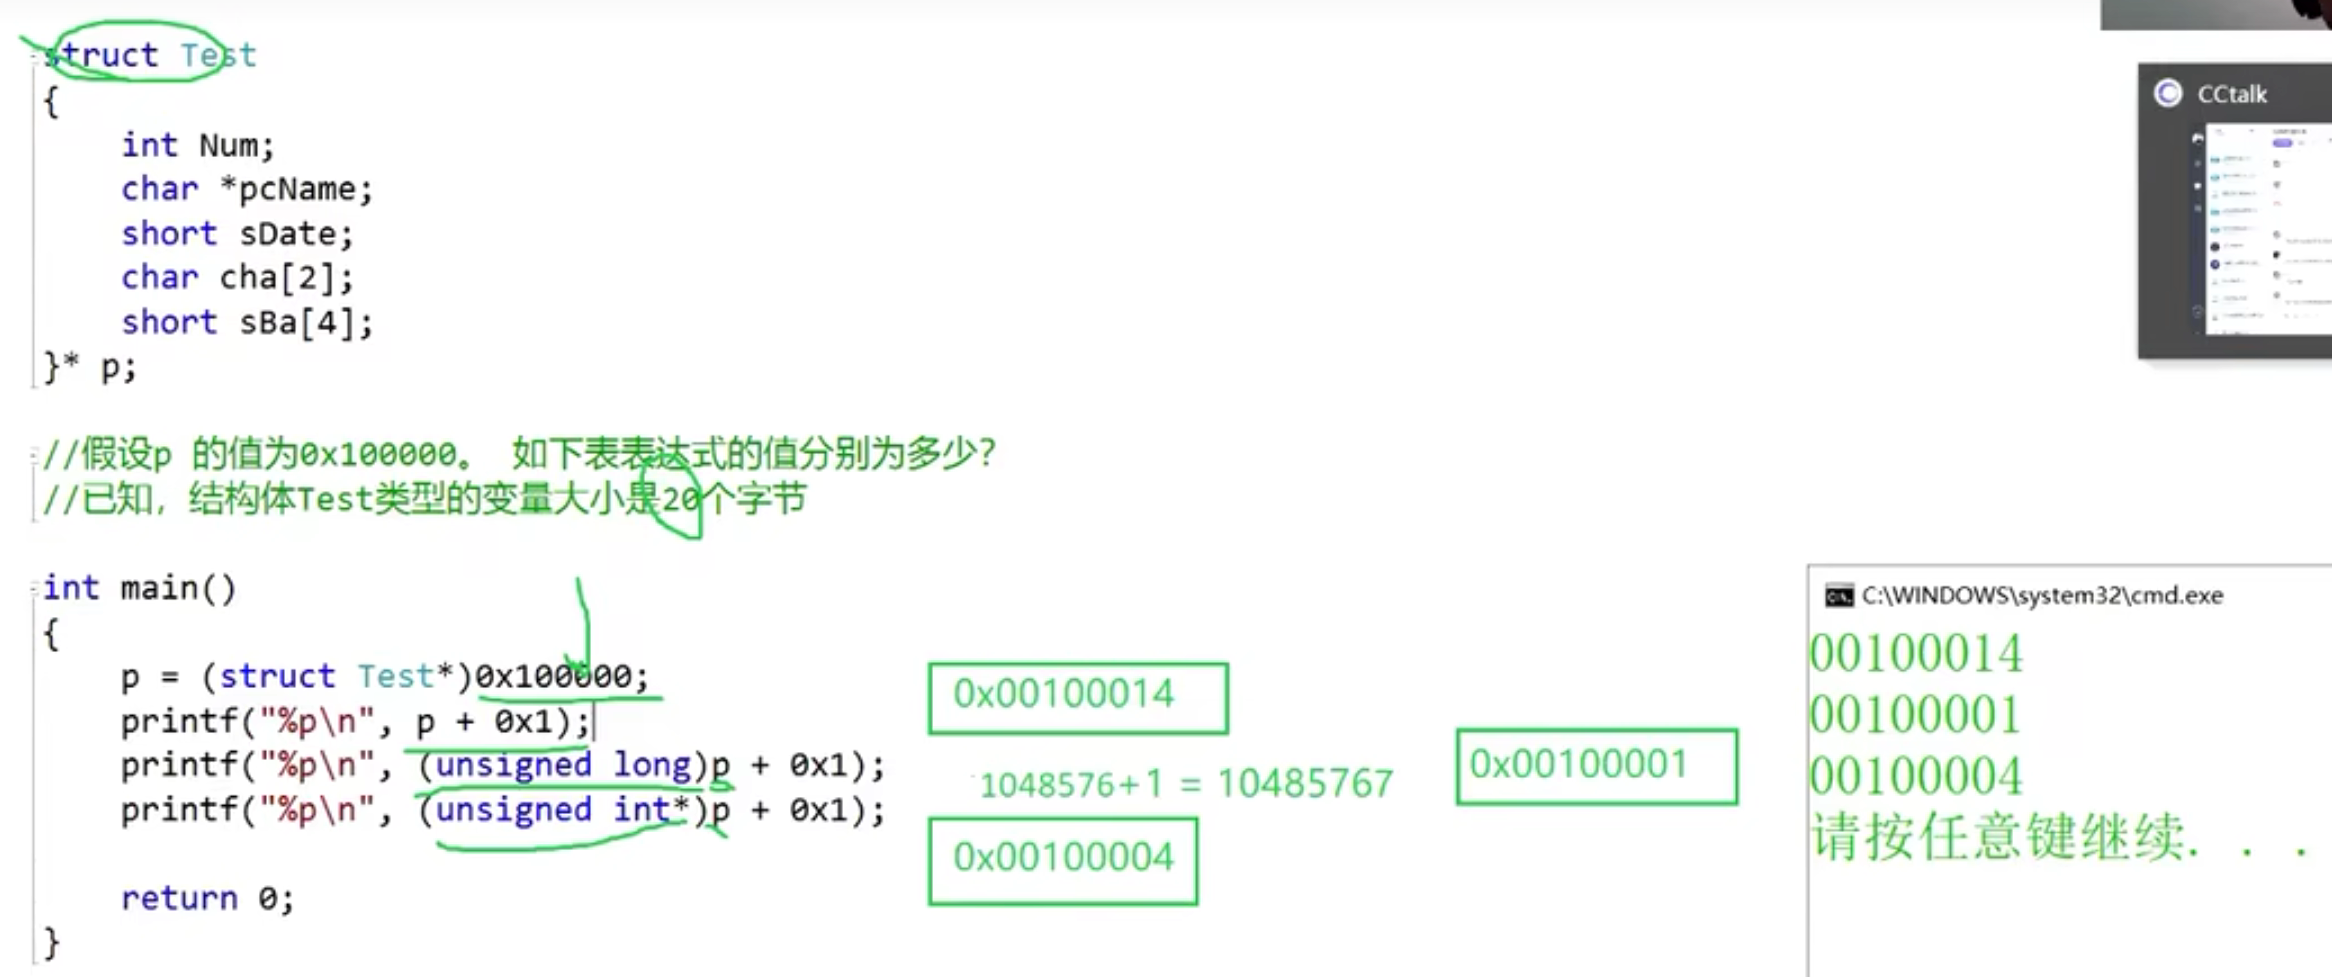 struct Test
{
int Num;
char *pcName;
short sDate;
char cha[2];
short sBa[4];
}* p;
//假设p 的值为0x100000。 如下表表达式的值分别为多少?
//已知, 结构体Test类型的变量大小是20个字节
int main()
{
p = (struct Test*)0x100000;
printf("%p\n", p + 0x1);
printf("%p\n", (unsigned long)p + 0x1);
printf("%p\n", (unsigned int*)p + 0x1);
return 0;
}
0x00100014
1048576+1 = 10485767
0x00100001
0x00100004
CCtalk
C:\WINDOWS\system32\cmd.exe
00100014
00100001
00100004
请按任意键继续. . .